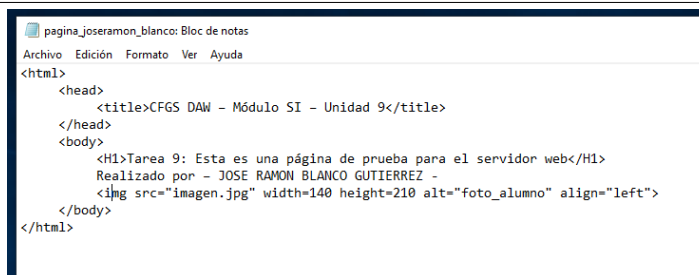 pagina_joseramon_blanco: Bloc de notas
Archivo Edición Formato Ver Ayuda
<html>
<head>
<title>CFGS DAW – Módulo SI – Unidad 9</title>
</head>
<body>
<H1>Tarea 9: Esta es una página de prueba para el servidor web</H1>
Realizado por – JOSE RAMON BLANCO GUTIERREZ -
<img src="imagen.jpg" width=140 height=210 alt="foto_alumno" align="left">
</body>
</html>